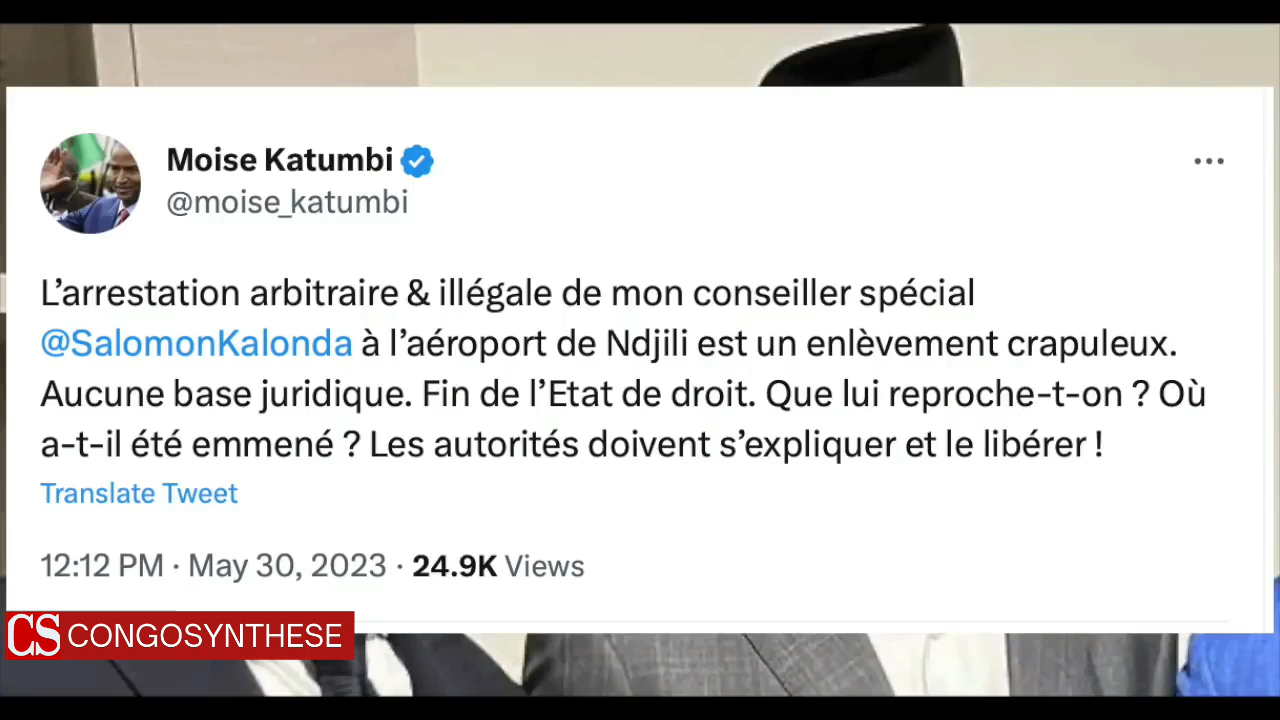 Moise Katumbi
@moise_katumbi
L’arrestation arbitraire & illégale de mon conseiller spécial
@SalomonKalonda à l’aéroport de Ndjili est un enlèvement crapuleux.
Aucune base juridique. Fin de l’Etat de droit. Que lui reproche-t-on ? Où
a-t-il été emmené ? Les autorités doivent s’expliquer et le libérer !
Translate Tweet
12:12 PM · May 30, 2023 · 24.9K Views
CS CONGOSYNTHESE